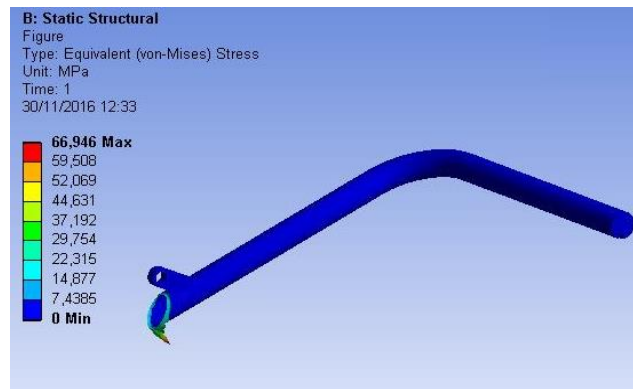 B: Static Structural
Figure
Type: Equivalent (von-Mises) Stress
Unit: MPa
Time: 1
30/11/2016 12:33
66,946 Max
59,508
52,069
44,631
37,192
29,754
22,315
14,877
7,4385
0 Min